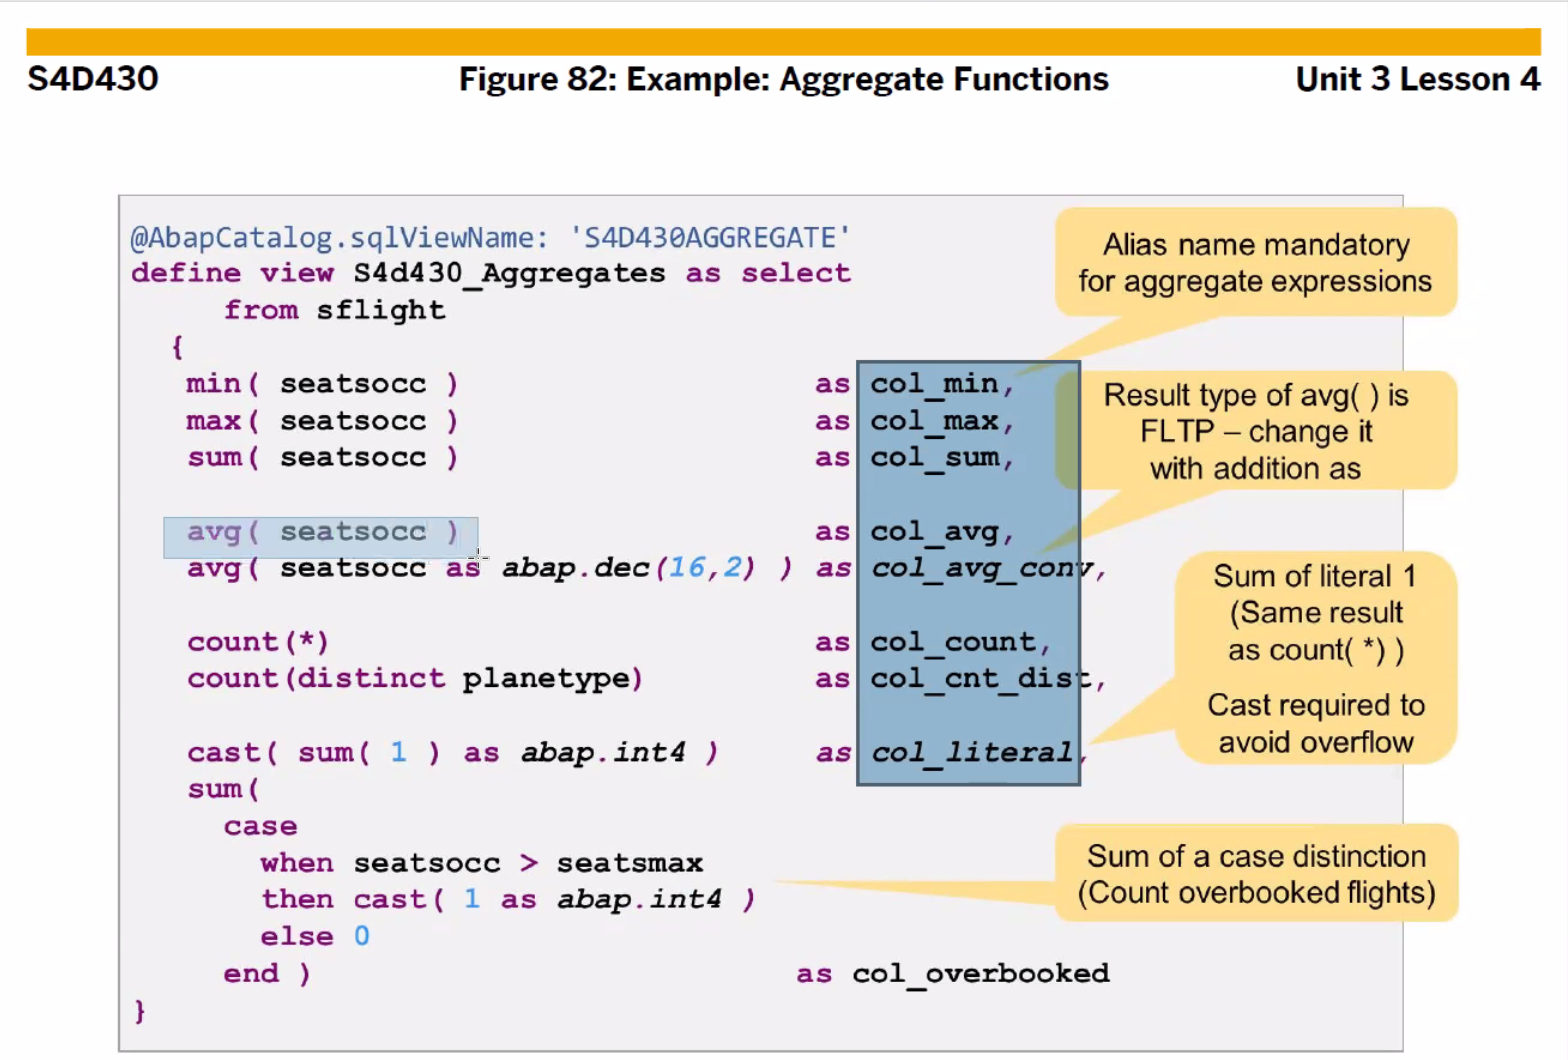 S4D430 Figure 82: Example: Aggregate Functions Unit 3 Lesson 4
@AbapCatalog.sqlViewName: 'S4D430AGGREGATE'
define view S4d430_Aggregates as select
from sflight
{
min( seatsocc ) as col_min,
max( seatsocc ) as col_max,
sum( seatsocc ) as col_sum,
avg( seatsocc ) as col_avg,
avg( seatsocc as abap.dec(16,2) ) as col_avg_conv,
count(*) as col_count,
count(distinct planetype) as col_cnt_dist,
cast( sum( 1 ) as abap.int4 ) as col_literal,
sum(
case
when seatsocc > seatsmax
then cast( 1 as abap.int4 )
else 0
end ) as col_overbooked
}
Alias name mandatory
for aggregate expressions
Result type of avg( ) is
FLTP – change it
with addition as
Sum of literal 1
(Same result
as count( *) )
Cast required to
avoid overflow
Sum of a case distinction
(Count overbooked flights)